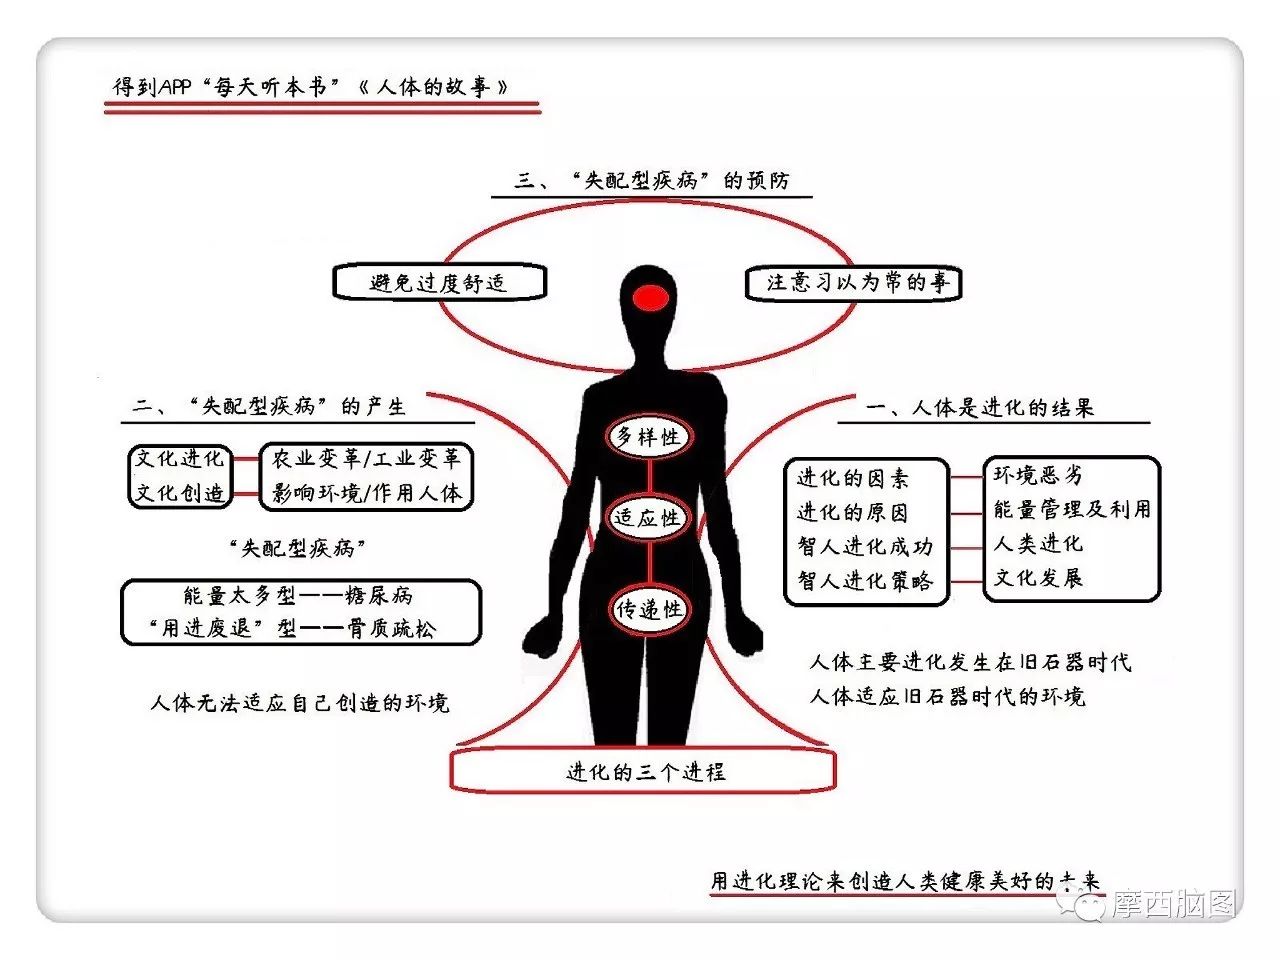 得到APP“每天听本书”《人体的故事》
三、“失配型疾病”的预防
避免过度舒适
注意习以为常的事
二、“失配型疾病”的产生
文化进化
农业变革/工业变革
文化创造
影响环境/作用人体
“失配型疾病”
能量太多型——糖尿病
“用进废退”型——骨质疏松
人体无法适应自己创造的环境
多样性
适应性
传递性
一、人体是进化的结果
进化的因素
环境恶劣
进化的原因
能量管理及利用
智人进化成功
人类进化
智人进化策略
文化发展
人体主要进化发生在旧石器时代
人体适应旧石器时代的环境
进化的三个进程
用进化理论来创造人类健康美好的未来
摩西脑图